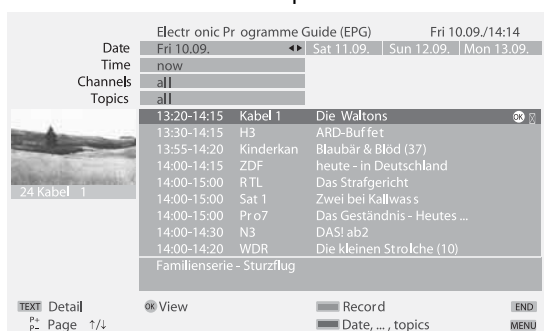 Electronic Programme Guide (EPG) Fri 10.09./14:14
Date Fri 10.09. Sat 11.09. Sun 12.09. Mon 13.09.
Time now
Channels all
Topics all
13:20-14:15 Kabel 1 Die Waltons OK
13:30-14:15 H3 ARD-Buffet
13:55-14:20 Kinderkan Blaubär & Blöd (37)
14:00-14:15 ZDF heute - in Deutschland
14:00-15:00 RTL Das Strafgericht
14:00-15:00 Sat 1 Zwei bei Kallwass
14:00-15:00 Pro7 Das Geständnis - Heutes ...
14:00-14:30 N3 DAS! ab2
14:00-14:20 WDR Die kleinen Strolche (10)
24 Kabel 1
Familienserie - Sturzflug
TEXT Detail OK View Record END
P+ P- Page ↑/↓ Date, ... , topics MENU